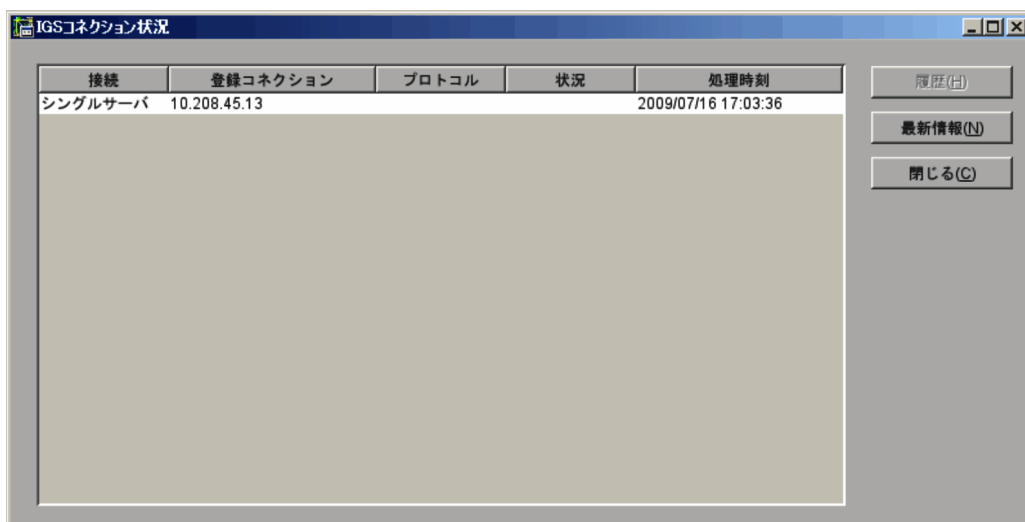 IGSコネクション状況
接続 登録コネクション プロトコル 状況 処理時刻
シングルサーバ 10.208.45.13 2009/07/16 17:03:36
履歴(H)
最新情報(N)
閉じる(C)